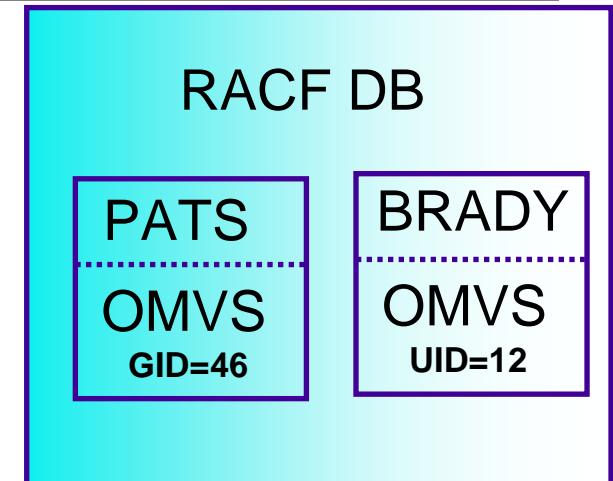 RACF DB
PATS
OMVS
GID=46
BRADY
OMVS
UID=12